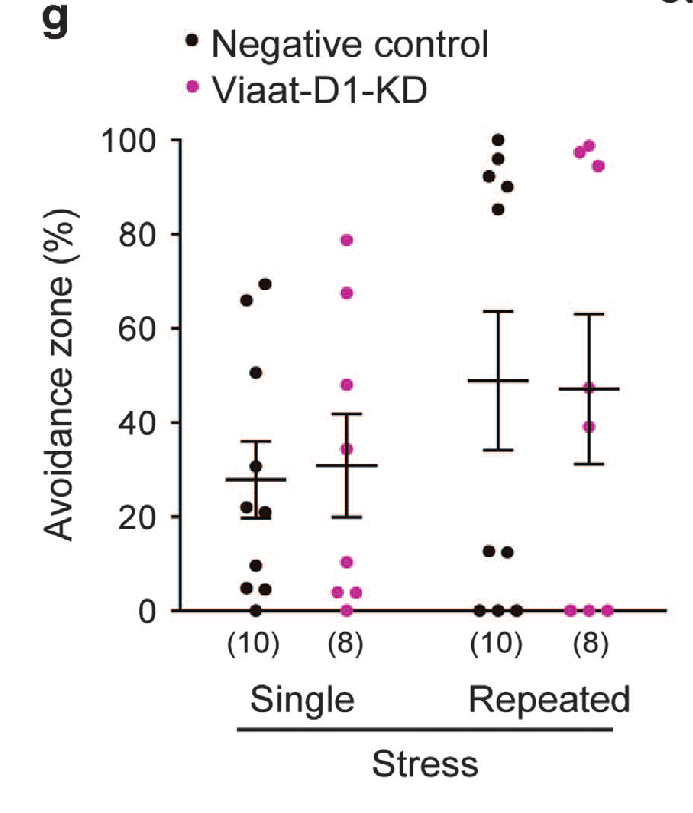 g
Negative control
Viaat-D1-KD
Avoidance zone (%)
100
80
60
40
20
0
(10) (8) (10) (8)
Single Repeated
Stress